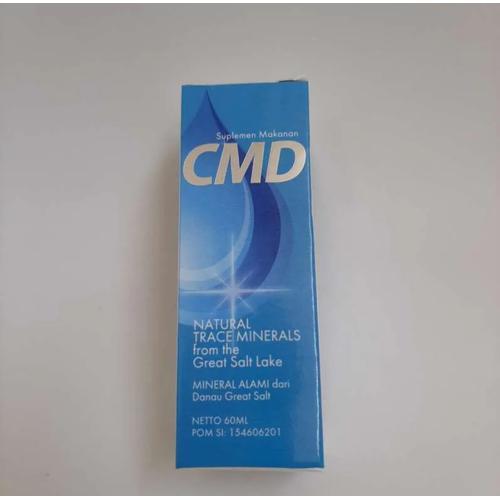 Suplemen Makanan
CMD
NATURAL
TRACE MINERALS
from the
Great Salt Lake
MINERAL ALAMI dari
Danau Great Salt
NETTO 60ML
POM SI: 154606201